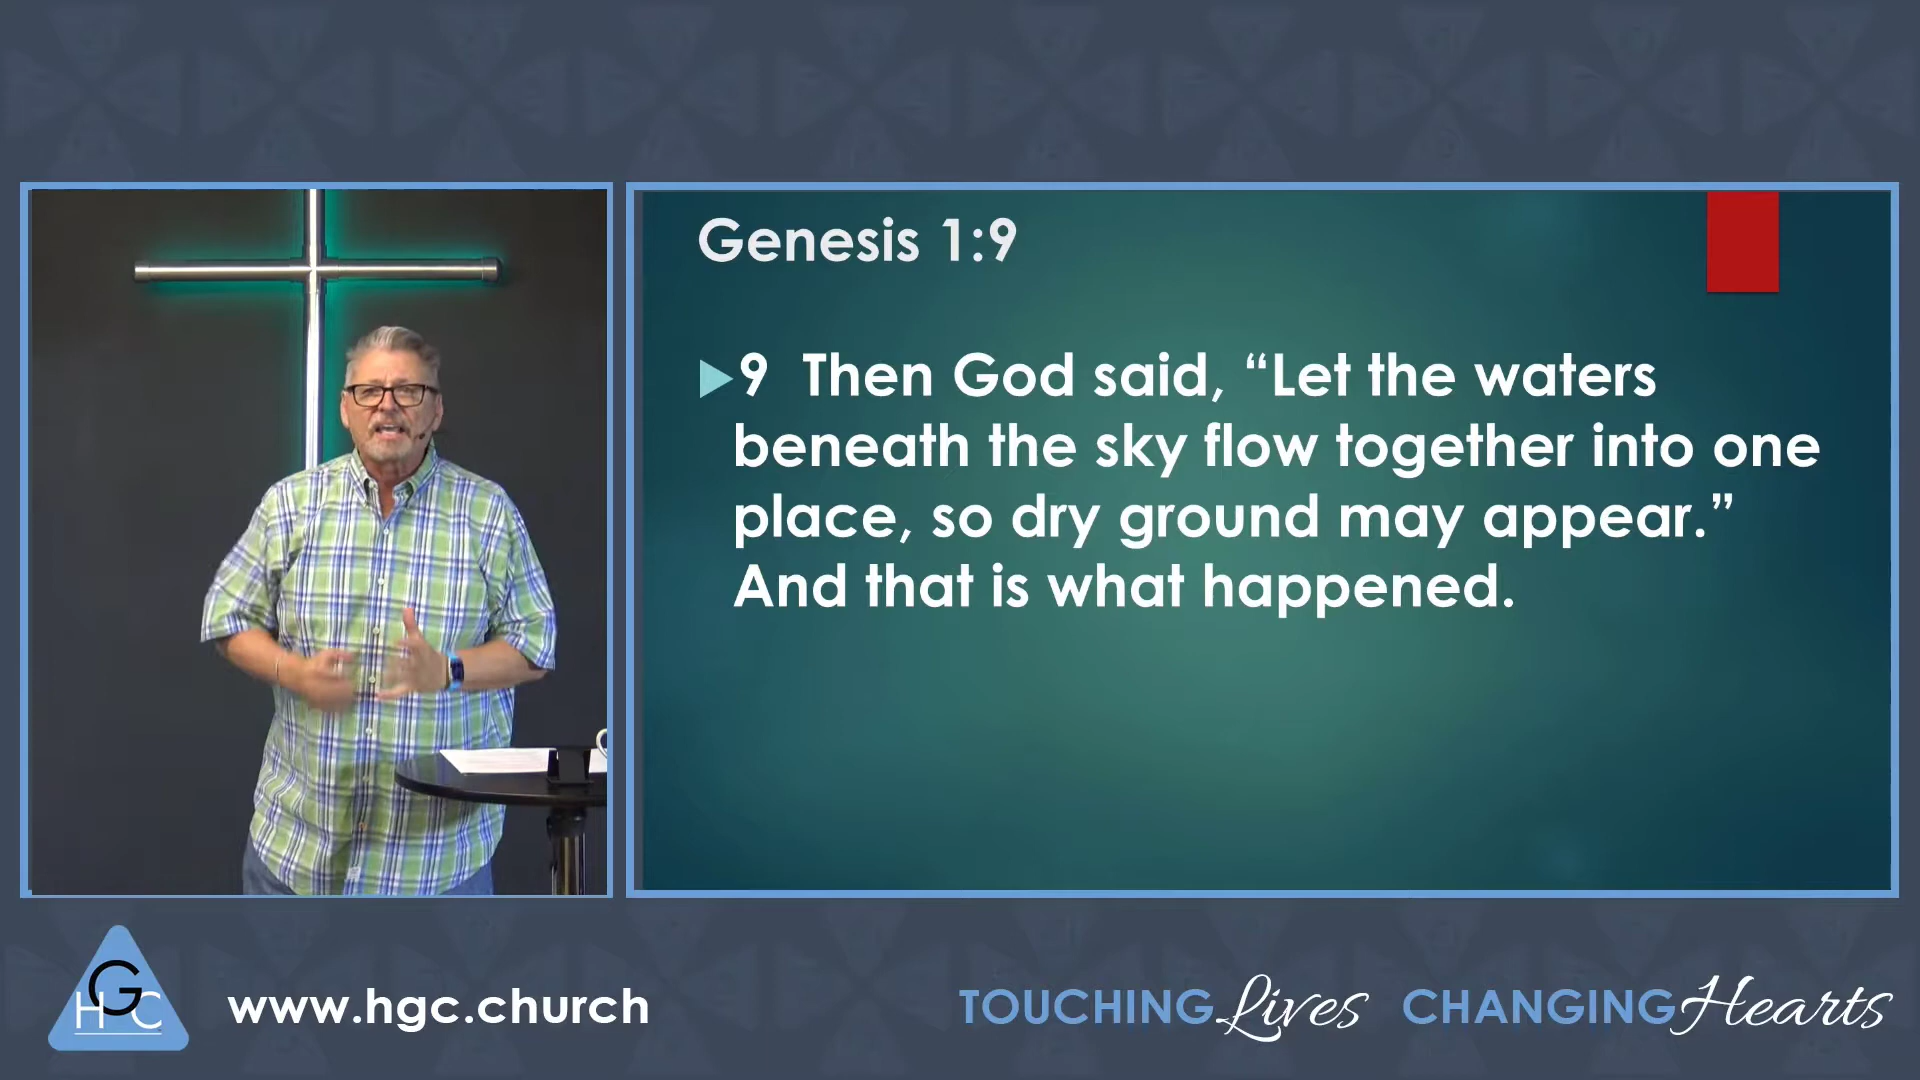 Genesis 1:9
9 Then God said, “Let the waters
beneath the sky flow together into one
place, so dry ground may appear.”
And that is what happened.
HGC
www.hgc.church
TOUCHING Lives CHANGING Hearts